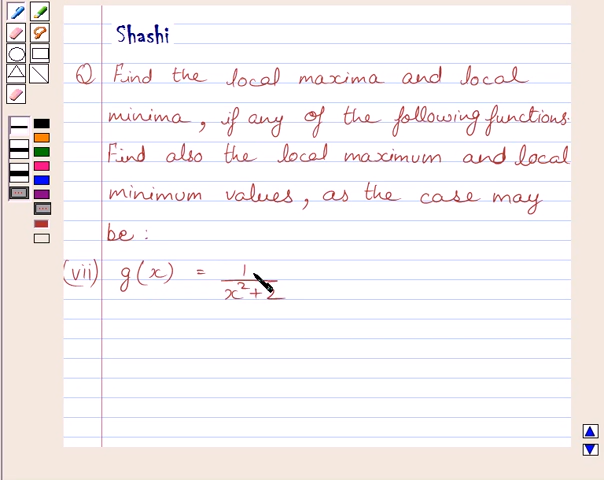 Shashi
Q Find the local maxima and local
minima, if any of the following functions.
Find also the local maximum and local
minimum values, as the case may
be :
(vii) g(x) = 1/(x²+2)